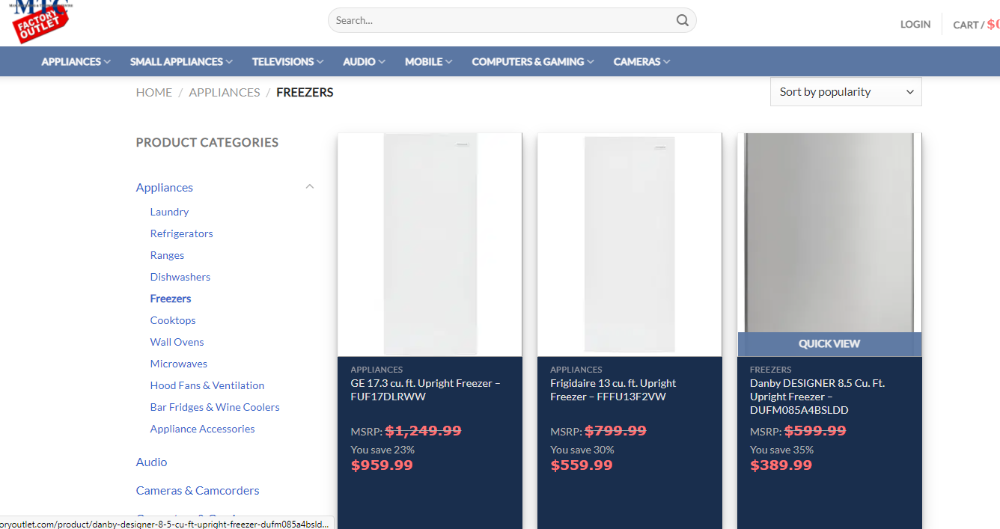 MTC
FACTORY
OUTLET
Search...
LOGIN
CART /
APPLIANCES
SMALL APPLIANCES
TELEVISIONS
AUDIO
MOBILE
COMPUTERS & GAMING
CAMERAS
HOME / APPLIANCES / FREEZERS
Sort by popularity
PRODUCT CATEGORIES
Appliances
Laundry
Refrigerators
Ranges
Dishwashers
Freezers
Cooktops
Wall Ovens
Microwaves
Hood Fans & Ventilation
Bar Fridges & Wine Coolers
Appliance Accessories
Audio
Cameras & Camcorders
APPLIANCES
GE 17.3 cu. ft. Upright Freezer –
FUF17DLRWW
MSRP: $1,249.99
You save 23%
$959.99
APPLIANCES
Frigidaire 13 cu. ft. Upright
Freezer – FFFU13F2VW
MSRP: $799.99
You save 30%
$559.99
QUICK VIEW
FREEZERS
Danby DESIGNER 8.5 Cu. Ft.
Upright Freezer –
DUFM085A4BSLDD
MSRP: $599.99
You save 35%
$389.99
oryoutlet.com/product/danby-designer-8-5-cu-ft-upright-freezer-dufm085a4bsld...